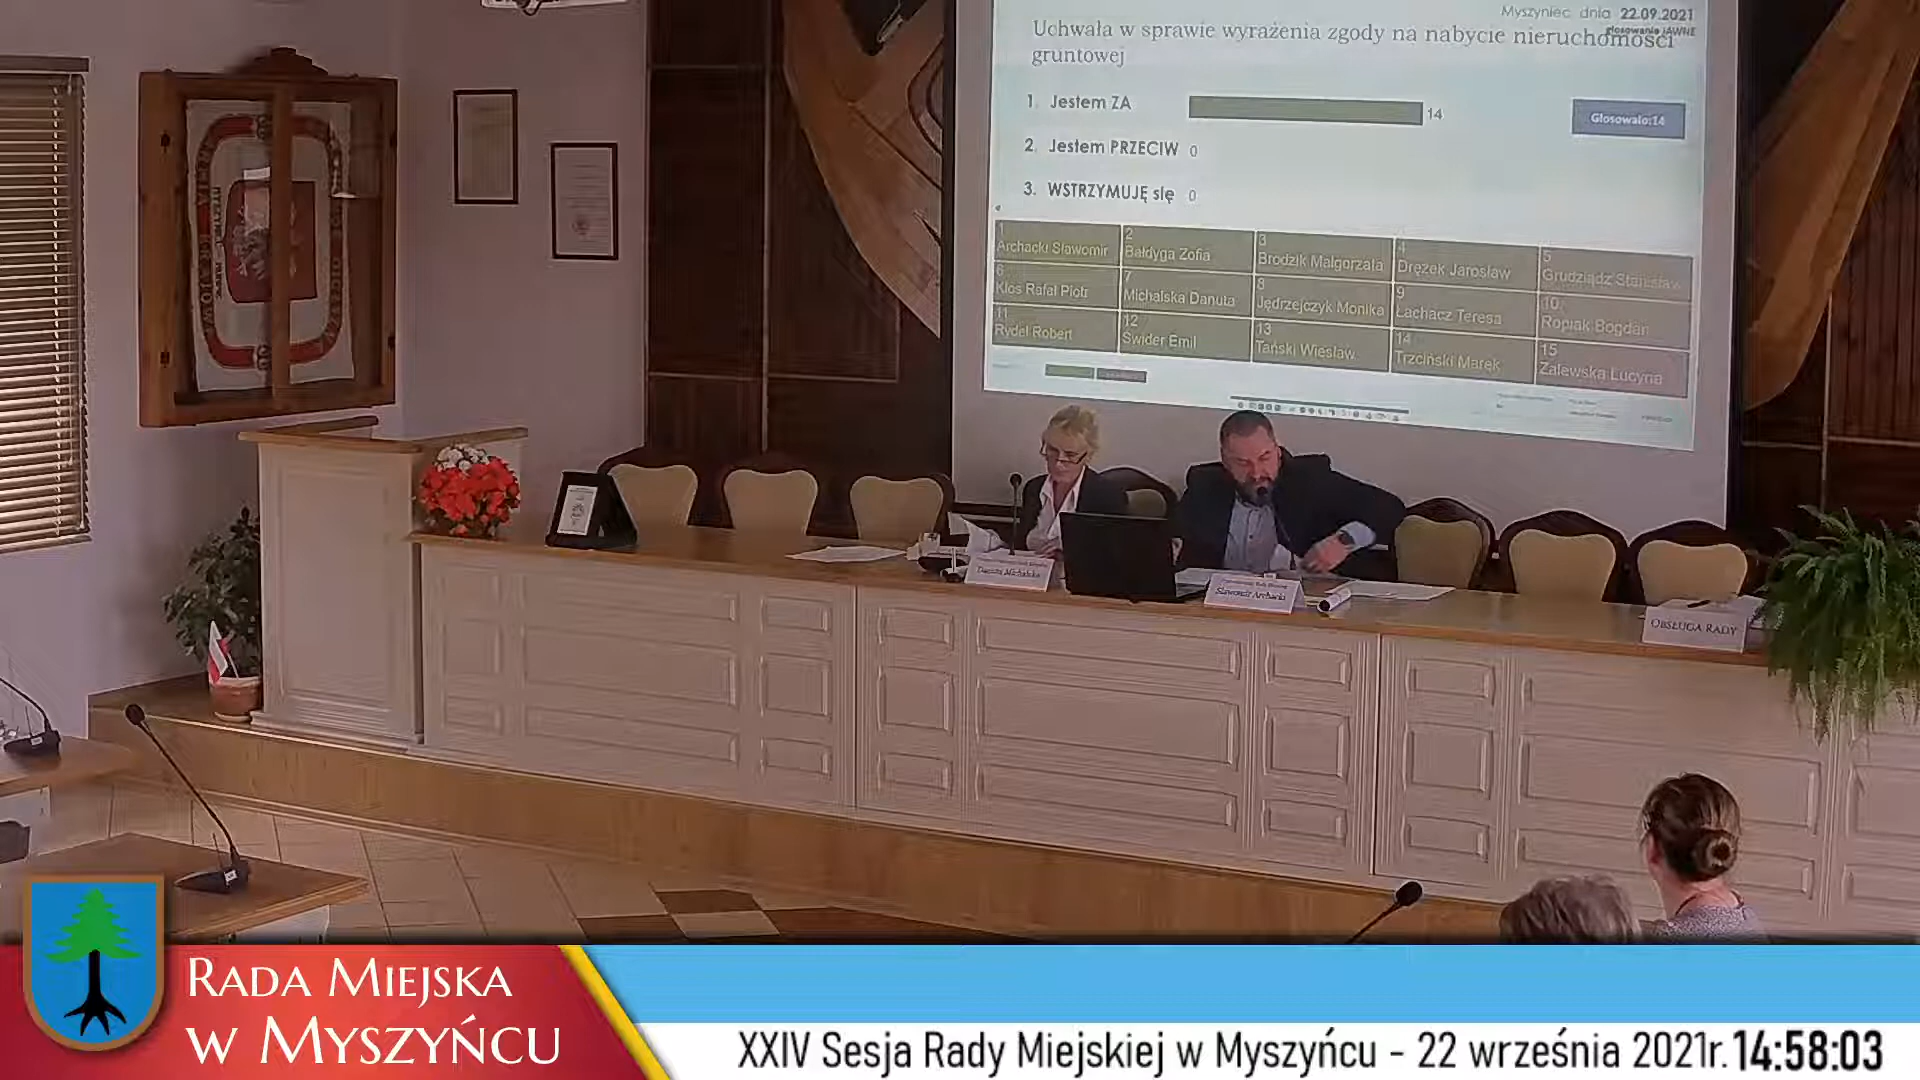 Myszyniec, dnia 22.09.2021
głosowanie JAWNE
Uchwała w sprawie wyrażenia zgody na nabycie nieruchomości
gruntowej
1. Jestem ZA 14
Głosowało:14
2. Jestem PRZECIW 0
3. WSTRZYMUJĘ się 0
1 2 3 4 5
Archacki Sławomir Bałdyga Zofia Brodzik Małgorzata Drężek Jarosław Grudziądz Stanisław
6 7 8 9 10
Kłos Rafał Piotr Michalska Danuta Jędrzejczyk Monika Łachacz Teresa Ropiak Bogdan
11 12 13 14 15
Rydel Robert Świder Emil Tański Wiesław Trzciński Marek Zalewska Lucyna
Danuta Michalska
Sławomir Archacki
OBSŁUGA RADY
RADA MIEJSKA
W MYSZYŃCU
XXIV Sesja Rady Miejskiej w Myszyńcu - 22 września 2021r. 14:58:03